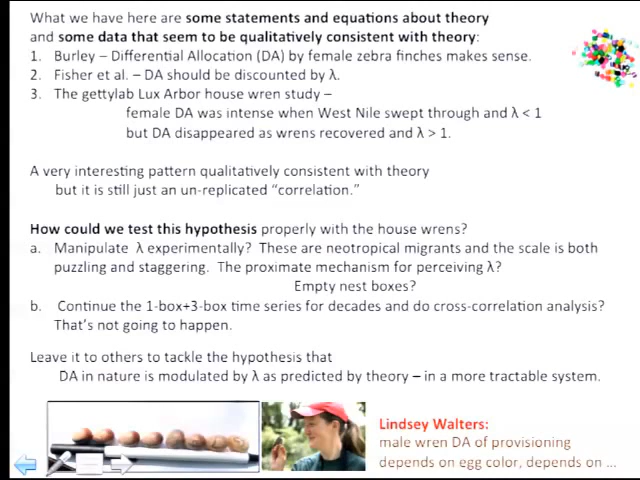 What we have here are some statements and equations about theory
and some data that seem to be qualitatively consistent with theory:
1. Burley – Differential Allocation (DA) by female zebra finches makes sense.
2. Fisher et al. – DA should be discounted by λ.
3. The gettylab Lux Arbor house wren study –
female DA was intense when West Nile swept through and λ < 1
but DA disappeared as wrens recovered and λ > 1.
A very interesting pattern qualitatively consistent with theory
but it is still just an un-replicated "correlation."
How could we test this hypothesis properly with the house wrens?
a. Manipulate λ experimentally? These are neotropical migrants and the scale is both
puzzling and staggering. The proximate mechanism for perceiving λ?
Empty nest boxes?
b. Continue the 1-box+3-box time series for decades and do cross-correlation analysis?
That's not going to happen.
Leave it to others to tackle the hypothesis that
DA in nature is modulated by λ as predicted by theory – in a more tractable system.
Lindsey Walters:
male wren DA of provisioning
depends on egg color, depends on ...